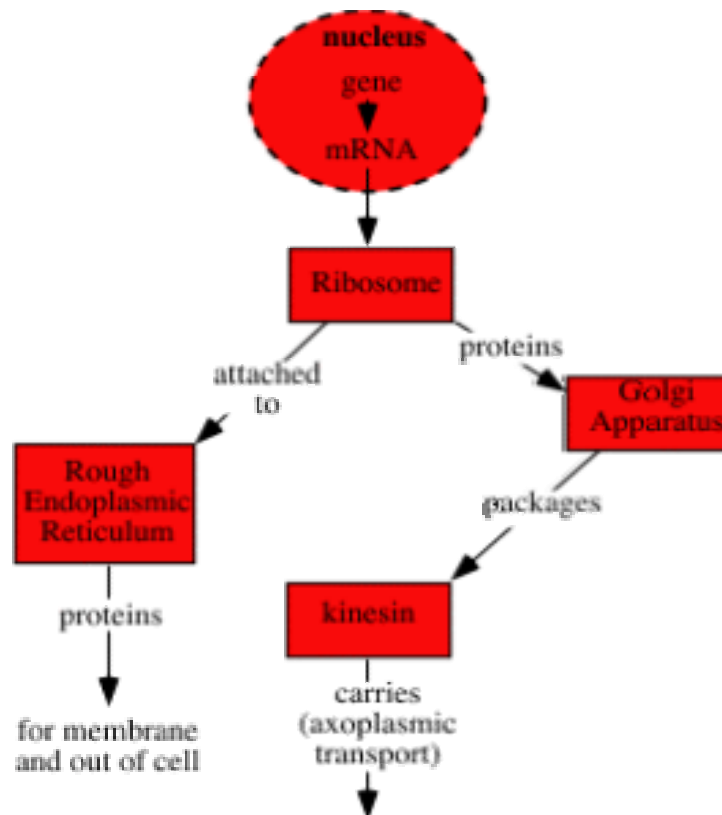 nucleus
gene
mRNA
Ribosome
proteins
attached
to
Golgi
Apparatus
Rough
Endoplasmic
Reticulum
packages
proteins
kinesin
for membrane
and out of cell
carries
(axoplasmic
transport)